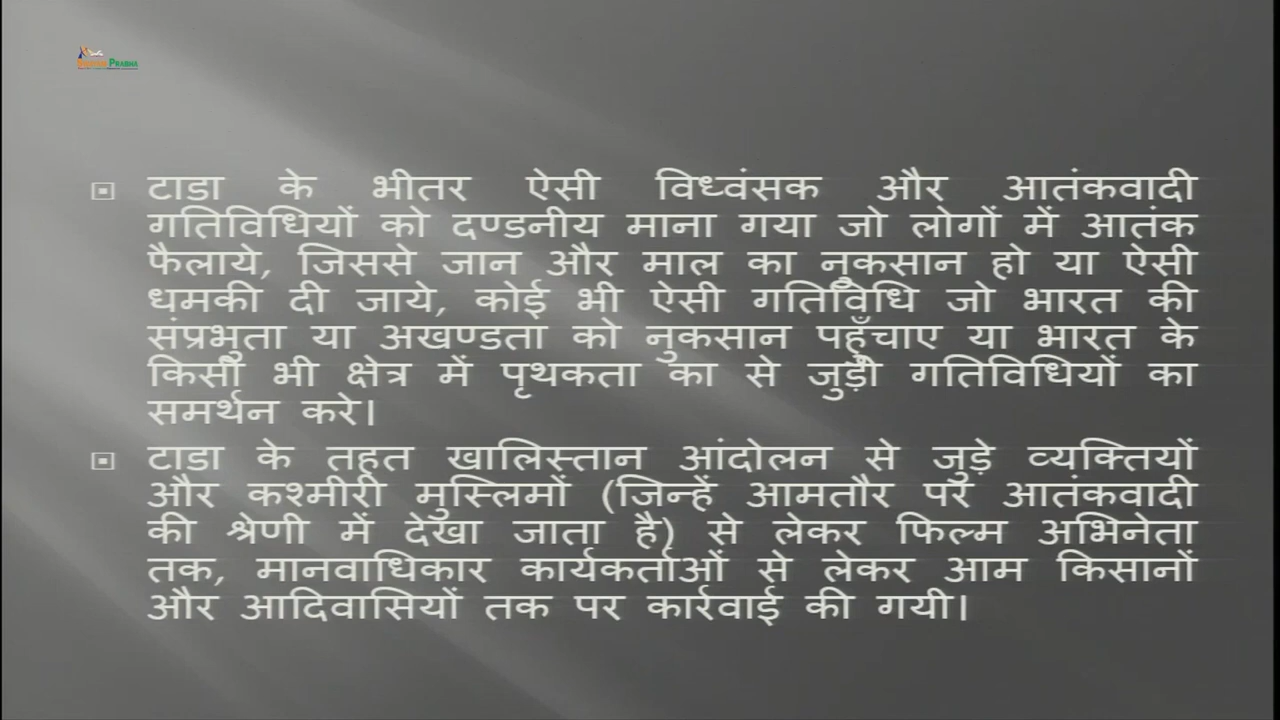 PRABHA
टाडा के भीतर ऐसी विध्वंसक और आतंकवादी
गतिविधियों को दण्डनीय माना गया जो लोगों में आतंक
फैलाये, जिससे जान और माल का नुकसान हो या ऐसी
धमकी दी जाये, कोई भी ऐसी गतिविधि जो भारत की
संप्रभुता या अखण्डता को नुकसान पहुँचाए या भारत के
किसी भी क्षेत्र में पृथकता का से जुड़ी गतिविधियों का
समर्थन करे।
टाडा के तहत खालिस्तान आंदोलन से जुड़े व्यक्तियों
और कश्मीरी मुस्लिमों (जिन्हें आमतौर पर आतंकवादी
की श्रेणी में देखा जाता है) से लेकर फिल्म अभिनेता
तक, मानवाधिकार कार्यकर्ताओं से लेकर आम किसानों
और आदिवासियों तक पर कार्रवाई की गयी।